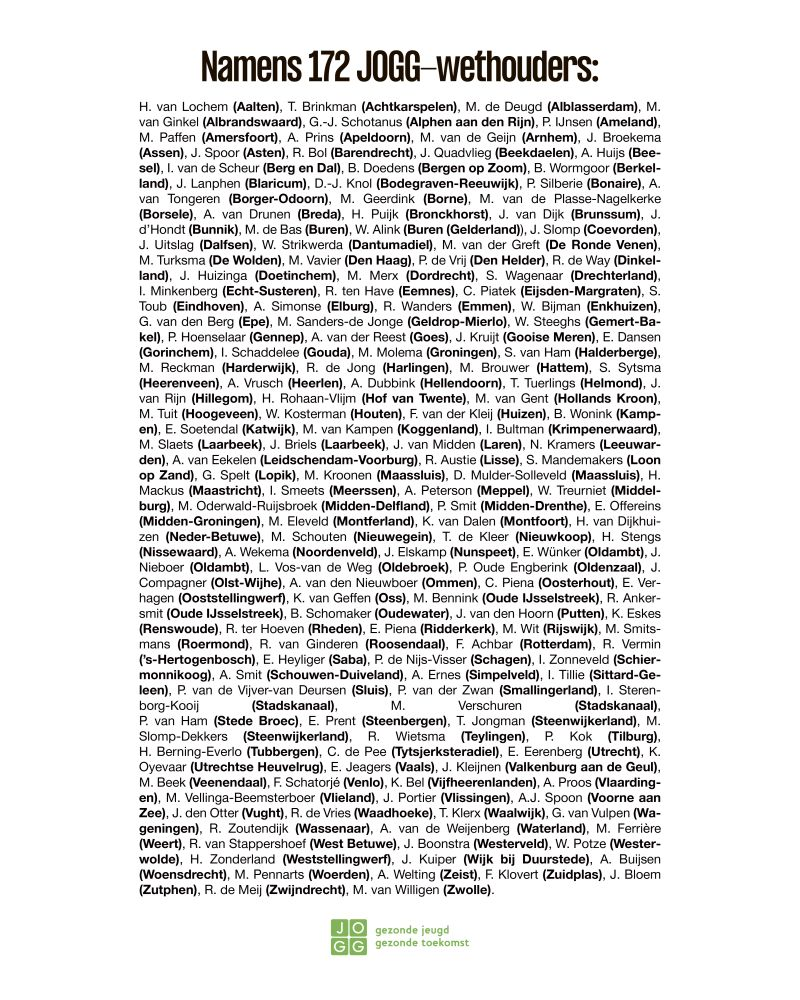 Namens 172 JOGG–wethouders:
H. van Lochem (Aalten), T. Brinkman (Achtkarspelen), M. de Deugd (Alblasserdam), M.
van Ginkel (Albrandswaard), G.-J. Schotanus (Alphen aan den Rijn), P. IJnsen (Ameland),
M. Paffen (Amersfoort), A. Prins (Apeldoorn), M. van de Geijn (Arnhem), J. Broekema
(Assen), J. Spoor (Asten), R. Bol (Barendrecht), J. Quadvlieg (Beekdaelen), A. Huijs (Bee-
sel), I. van de Scheur (Berg en Dal), B. Doedens (Bergen op Zoom), B. Wormgoor (Berkel-
land), J. Lanphen (Blaricum), D.-J. Knol (Bodegraven-Reeuwijk), P. Silberie (Bonaire), A.
van Tongeren (Borger-Odoorn), M. Geerdink (Borne), M. van de Plasse-Nagelkerke
(Borsele), A. van Drunen (Breda), H. Puijk (Bronckhorst), J. van Dijk (Brunssum), J.
d'Hondt (Bunnik), M. de Bas (Buren), W. Alink (Buren (Gelderland)), J. Slomp (Coevorden),
J. Uitslag (Dalfsen), W. Strikwerda (Dantumadiel), M. van der Greft (De Ronde Venen),
M. Turksma (De Wolden), M. Vavier (Den Haag), P. de Vrij (Den Helder), R. de Way (Dinkel-
land), J. Huizinga (Doetinchem), M. Merx (Dordrecht), S. Wagenaar (Drechterland),
I. Minkenberg (Echt-Susteren), R. ten Have (Eemnes), C. Piatek (Eijsden-Margraten), S.
Toub (Eindhoven), A. Simonse (Elburg), R. Wanders (Emmen), W. Bijman (Enkhuizen),
G. van den Berg (Epe), M. Sanders-de Jonge (Geldrop-Mierlo), W. Steeghs (Gemert-Ba-
kel), P. Hoenselaar (Gennep), A. van der Reest (Goes), J. Kruijt (Gooise Meren), E. Dansen
(Gorinchem), I. Schaddelee (Gouda), M. Molema (Groningen), S. van Ham (Halderberge),
M. Reckman (Harderwijk), R. de Jong (Harlingen), M. Brouwer (Hattem), S. Sytsma
(Heerenveen), A. Vrusch (Heerlen), A. Dubbink (Hellendoorn), T. Tuerlings (Helmond), J.
van Rijn (Hillegom), H. Rohaan-Vlijm (Hof van Twente), M. van Gent (Hollands Kroon),
M. Tuit (Hoogeveen), W. Kosterman (Houten), F. van der Kleij (Huizen), B. Wonink (Kamp-
en), E. Soetendal (Katwijk), M. van Kampen (Koggenland), I. Bultman (Krimpenerwaard),
M. Slaets (Laarbeek), J. Briels (Laarbeek), J. van Midden (Laren), N. Kramers (Leeuwar-
den), A. van Eekelen (Leidschendam-Voorburg), R. Austie (Lisse), S. Mandemakers (Loon
op Zand), G. Spelt (Lopik), M. Kroonen (Maassluis), D. Mulder-Solleveld (Maassluis), H.
Mackus (Maastricht), I. Smeets (Meerssen), A. Peterson (Meppel), W. Treurniet (Middel-
burg), M. Oderwald-Ruijsbroek (Midden-Delfland), P. Smit (Midden-Drenthe), E. Offereins
(Midden-Groningen), M. Eleveld (Montferland), K. van Dalen (Montfoort), H. van Dijkhui-
zen (Neder-Betuwe), M. Schouten (Nieuwegein), T. de Kleer (Nieuwkoop), H. Stengs
(Nissewaard), A. Wekema (Noordenveld), J. Elskamp (Nunspeet), E. Wünker (Oldambt), J.
Nieboer (Oldambt), L. Vos-van de Weg (Oldebroek), P. Oude Engberink (Oldenzaal), J.
Compagner (Olst-Wijhe), A. van den Nieuwboer (Ommen), C. Piena (Oosterhout), E. Ver-
hagen (Ooststellingwerf), K. van Geffen (Oss), M. Bennink (Oude IJsselstreek), R. Anker-
smit (Oude IJsselstreek), B. Schomaker (Oudewater), J. van den Hoorn (Putten), K. Eskes
(Renswoude), R. ter Hoeven (Rheden), E. Piena (Ridderkerk), M. Wit (Rijswijk), M. Smits-
mans (Roermond), R. van Ginderen (Roosendaal), F. Achbar (Rotterdam), R. Vermin
('s-Hertogenbosch), E. Heyliger (Saba), P. de Nijs-Visser (Schagen), I. Zonneveld (Schier-
monnikoog), A. Smit (Schouwen-Duiveland), A. Ernes (Simpelveld), I. Tillie (Sittard-Ge-
leen), P. van de Vijver-van Deursen (Sluis), P. van der Zwan (Smallingerland), I. Steren-
borg-Kooij (Stadskanaal), M. Verschuren (Stadskanaal),
P. van Ham (Stede Broec), E. Prent (Steenbergen), T. Jongman (Steenwijkerland), M.
Slomp-Dekkers (Steenwijkerland), R. Wietsma (Teylingen), P. Kok (Tilburg),
H. Berning-Everlo (Tubbergen), C. de Pee (Tytsjerksteradiel), E. Eerenberg (Utrecht), K.
Oyevaar (Utrechtse Heuvelrug), E. Jeagers (Vaals), J. Kleijnen (Valkenburg aan de Geul),
M. Beek (Veenendaal), F. Schatorjé (Venlo), K. Bel (Vijfheerenlanden), A. Proos (Vlaarding-
en), M. Vellinga-Beemsterboer (Vlieland), J. Portier (Vlissingen), A.J. Spoon (Voorne aan
Zee), J. den Otter (Vught), R. de Vries (Waadhoeke), T. Klerx (Waalwijk), G. van Vulpen (Wa-
geningen), R. Zoutendijk (Wassenaar), A. van de Weijenberg (Waterland), M. Ferrière
(Weert), R. van Stappershoef (West Betuwe), J. Boonstra (Westerveld), W. Potze (Wester-
wolde), H. Zonderland (Weststellingwerf), J. Kuiper (Wijk bij Duurstede), A. Buijsen
(Woensdrecht), M. Pennarts (Woerden), A. Welting (Zeist), F. Klovert (Zuidplas), J. Bloem
(Zutphen), R. de Meij (Zwijndrecht), M. van Willigen (Zwolle).
JO
GG
gezonde jeugd
gezonde toekomst